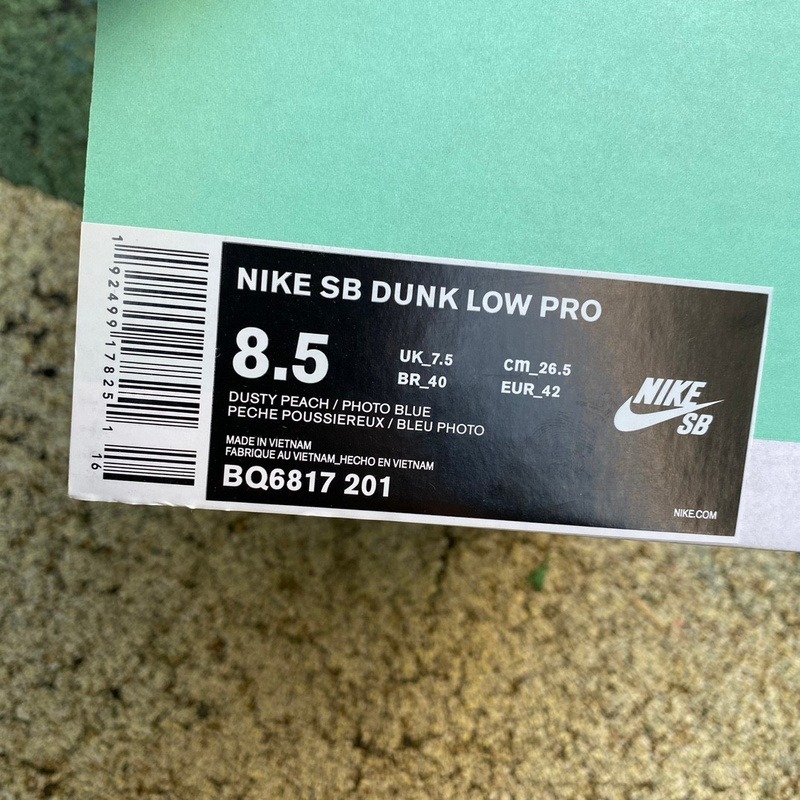 NIKE SB DUNK LOW PRO
8.5
UK_7.5 cm_26.5
BR_40 EUR_42
DUSTY PEACH / PHOTO BLUE
PECHE POUSSIEREUX / BLEU PHOTO
MADE IN VIETNAM
FABRIQUE AU VIETNAM_HECHO EN VIETNAM
BQ6817 201
NIKE
SB
NIKE.COM
1 92499 17825 1
16